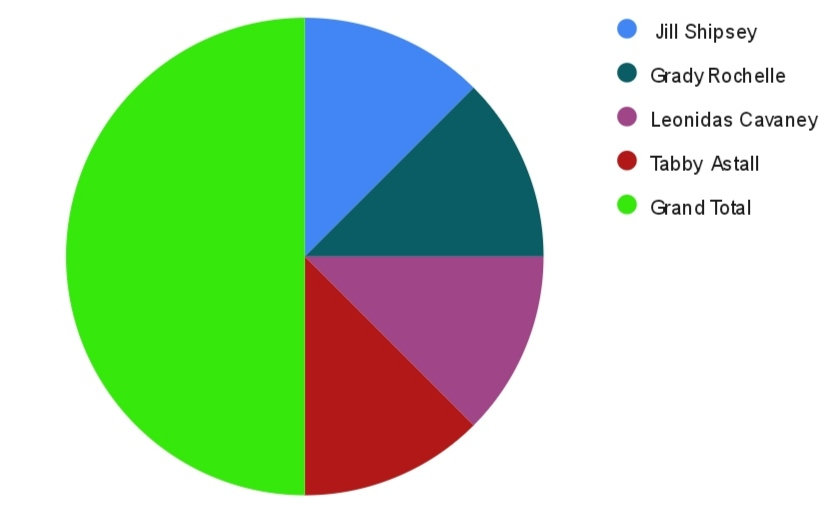 Jill Shipsey
Grady Rochelle
Leonidas Cavaney
Tabby Astall
Grand Total